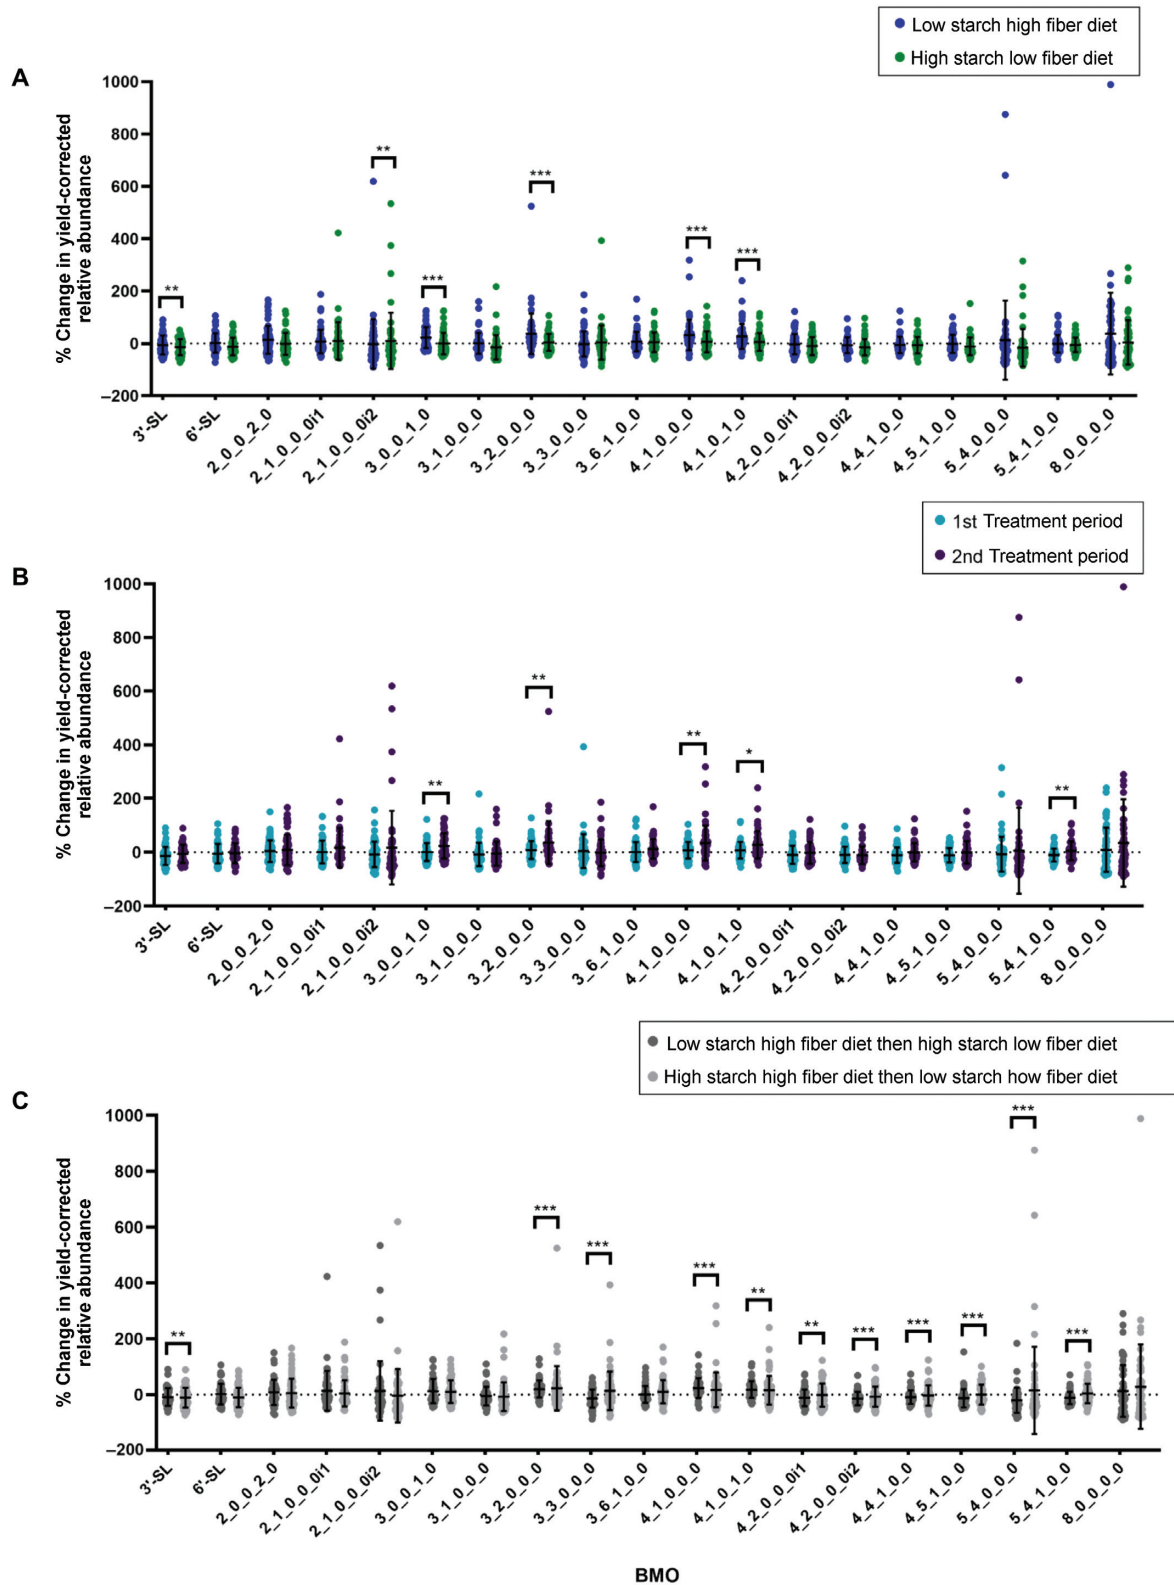 Low starch high fiber diet
High starch low fiber diet
A
% Change in yield-corrected
relative abundance
1000
800
600
400
200
0
–200
**
**
***
***
***
***
3'-SL
6'-SL
2_0_0_2_0
2_1_0_0_0i1
2_1_0_0_0i2
3_0_0_1_0
3_1_0_0_0
3_2_0_0_0
3_3_0_0_0
3_6_1_0_0
4_1_0_0_0
4_1_0_1_0
4_2_0_0_0i1
4_2_0_0_0i2
4_4_1_0_0
4_5_1_0_0
5_4_0_0_0
5_4_1_0_0
8_0_0_0_0
1st Treatment period
2nd Treatment period
B
% Change in yield-corrected
relative abundance
1000
800
600
400
200
0
–200
**
**
**
*
**
3'-SL
6'-SL
2_0_0_2_0
2_1_0_0_0i1
2_1_0_0_0i2
3_0_0_1_0
3_1_0_0_0
3_2_0_0_0
3_3_0_0_0
3_6_1_0_0
4_1_0_0_0
4_1_0_1_0
4_2_0_0_0i1
4_2_0_0_0i2
4_4_1_0_0
4_5_1_0_0
5_4_0_0_0
5_4_1_0_0
8_0_0_0_0
Low starch high fiber diet then high starch low fiber diet
High starch high fiber diet then low starch how fiber diet
C
% Change in yield-corrected
relative abundance
1000
800
600
400
200
0
–200
**
***
***
***
**
**
***
***
***
***
***
3'-SL
6'-SL
2_0_0_2_0
2_1_0_0_0i1
2_1_0_0_0i2
3_0_0_1_0
3_1_0_0_0
3_2_0_0_0
3_3_0_0_0
3_6_1_0_0
4_1_0_0_0
4_1_0_1_0
4_2_0_0_0i1
4_2_0_0_0i2
4_4_1_0_0
4_5_1_0_0
5_4_0_0_0
5_4_1_0_0
8_0_0_0_0
BMO